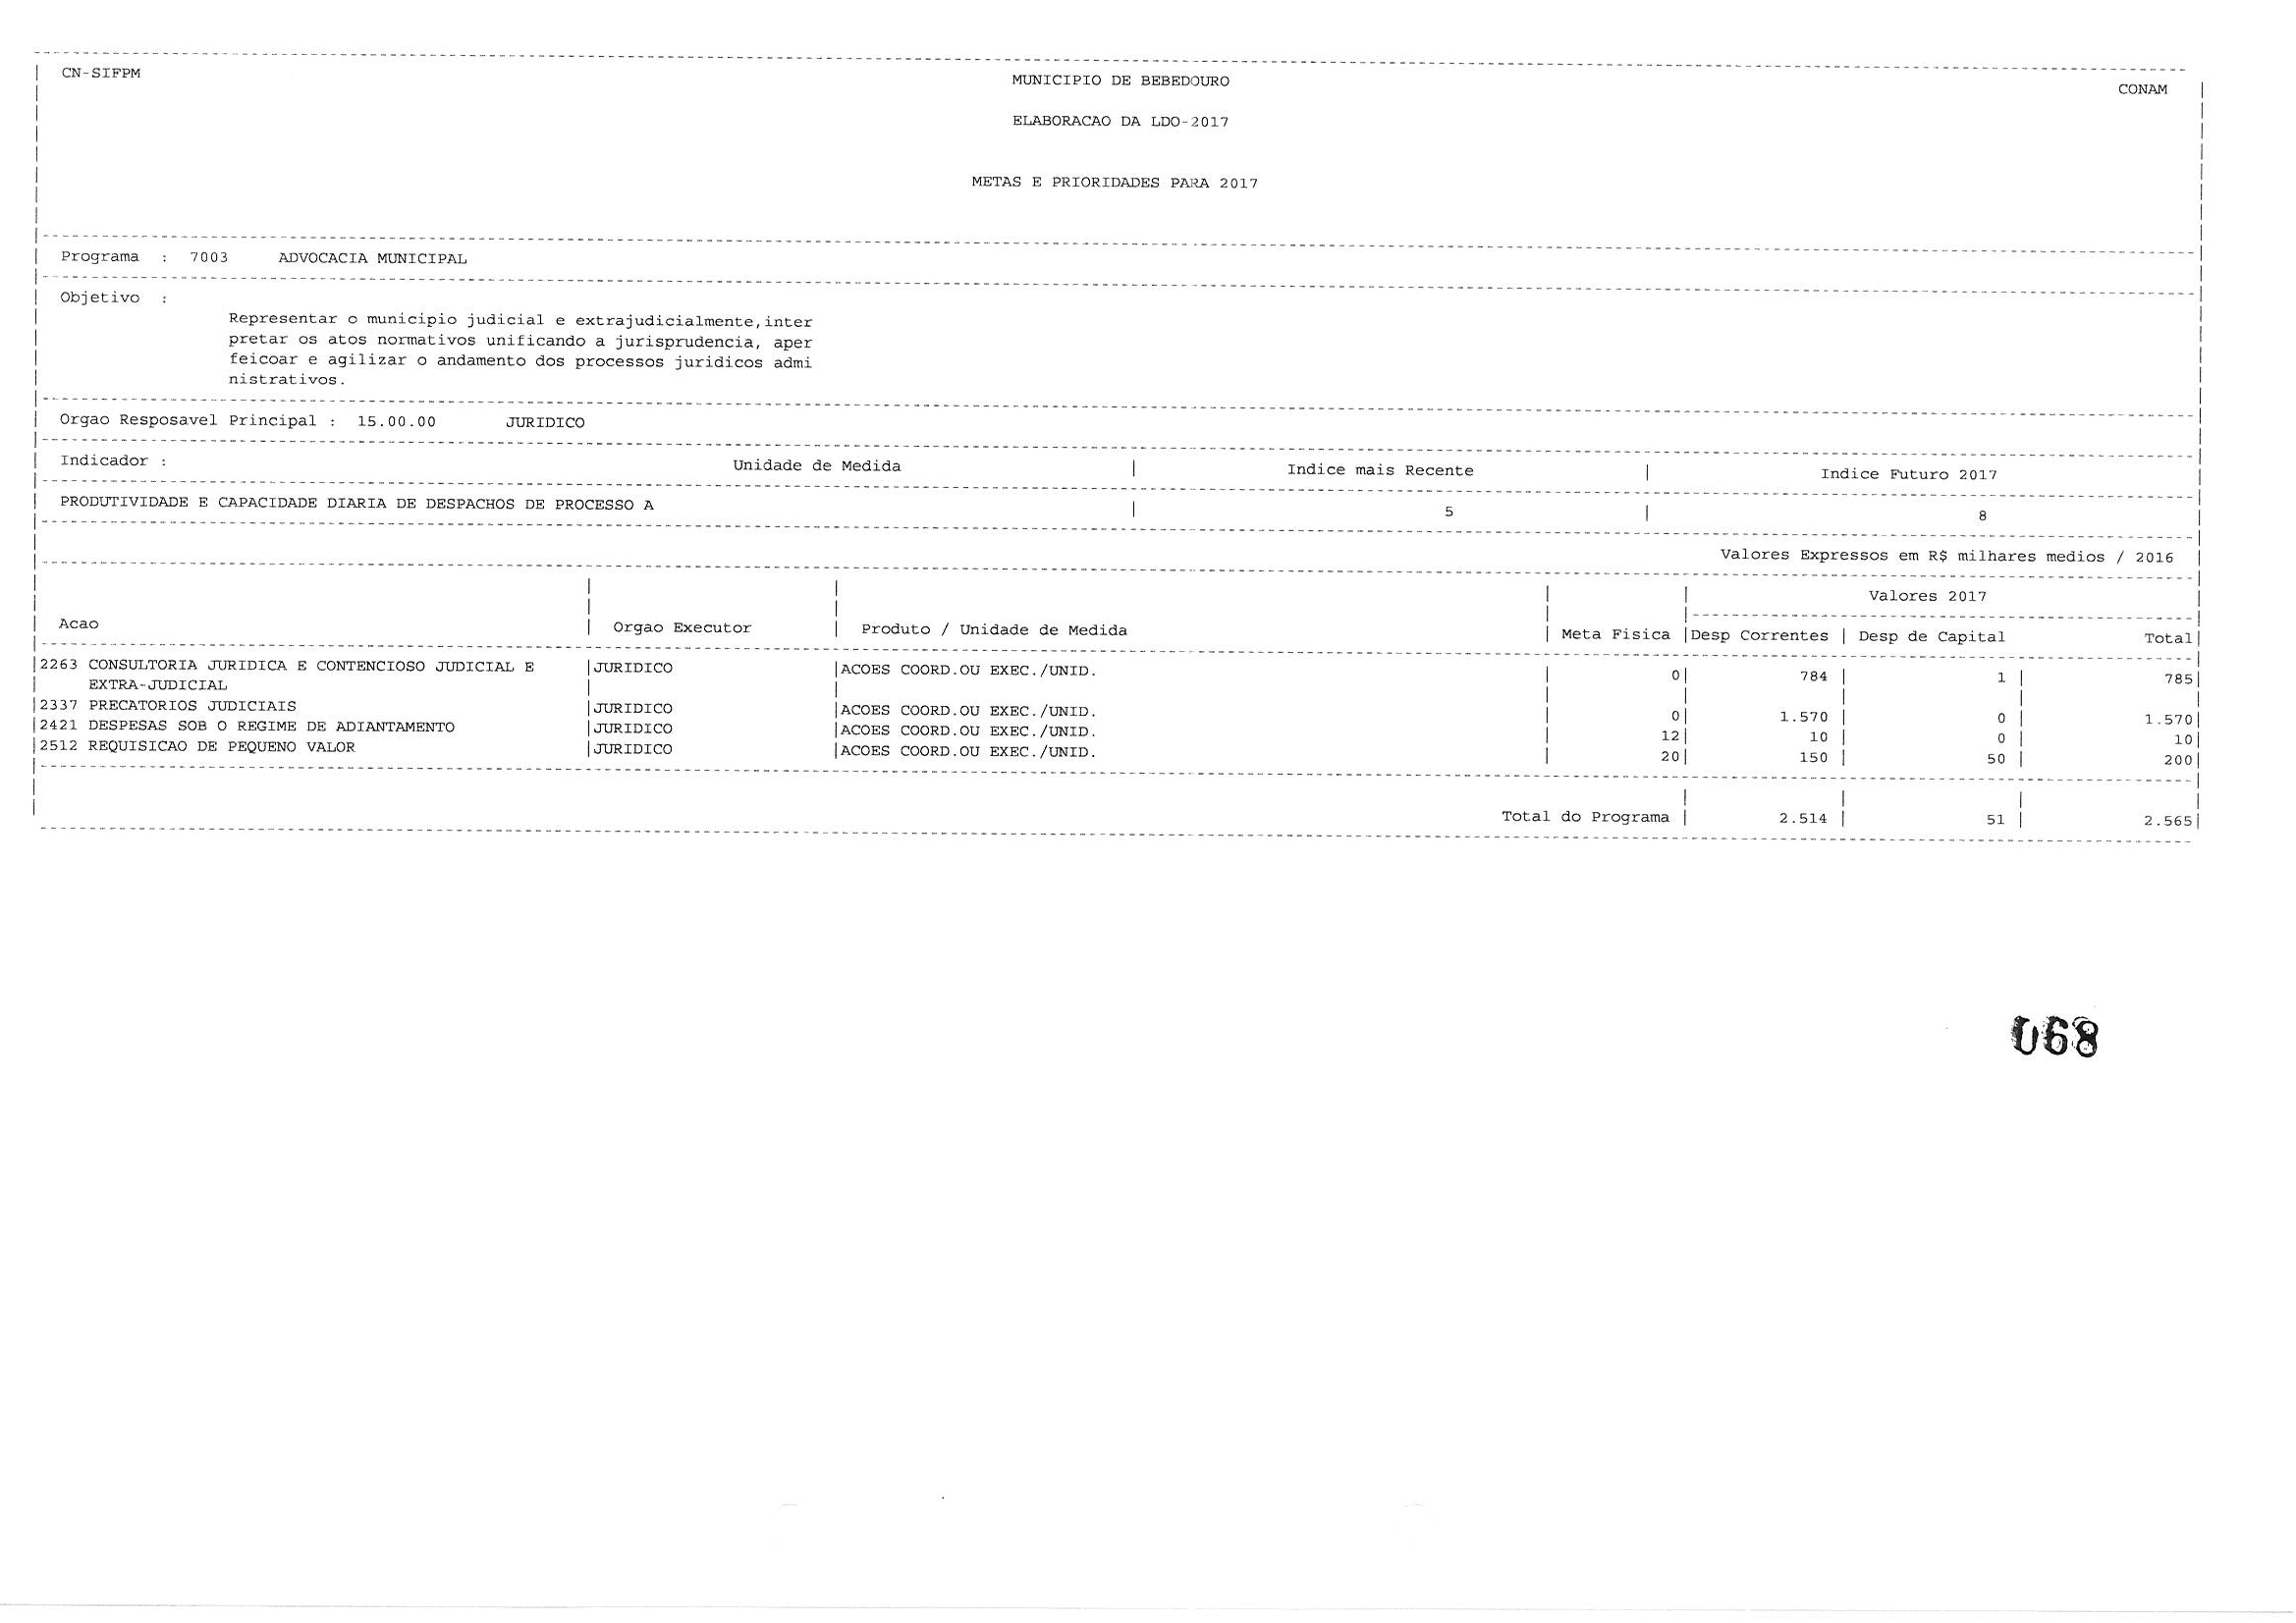 CN-SIFPM MUNICIPIO DE BEBEDOURO CONAM
ELABORACAO DA LDO-2017
METAS E PRIORIDADES PARA 2017
Programa : 7003 ADVOCACIA MUNICIPAL
Objetivo :
Representar o municipio judicial e extrajudicialmente,inter
pretar os atos normativos unificando a jurisprudencia, aper
feicoar e agilizar o andamento dos processos juridicos admi
nistrativos.
Orgao Resposavel Principal : 15.00.00 JURIDICO
Indicador : Unidade de Medida | Indice mais Recente | Indice Futuro 2017
PRODUTIVIDADE E CAPACIDADE DIARIA DE DESPACHOS DE PROCESSO A | 5 | 8
Valores Expressos em R$ milhares medios / 2016
Valores 2017
Acao | Orgao Executor | Produto / Unidade de Medida | Meta Fisica |Desp Correntes | Desp de Capital Total|
|2263 CONSULTORIA JURIDICA E CONTENCIOSO JUDICIAL E |JURIDICO |ACOES COORD.OU EXEC./UNID. | 0| 784 | 1 | 785|
EXTRA-JUDICIAL
|2337 PRECATORIOS JUDICIAIS |JURIDICO |ACOES COORD.OU EXEC./UNID. | 0| 1.570 | 0 | 1.570|
|2421 DESPESAS SOB O REGIME DE ADIANTAMENTO |JURIDICO |ACOES COORD.OU EXEC./UNID. | 12| 10 | 0 | 10|
|2512 REQUISICAO DE PEQUENO VALOR |JURIDICO |ACOES COORD.OU EXEC./UNID. | 20| 150 | 50 | 200|
Total do Programa | 2.514 | 51 | 2.565|
068